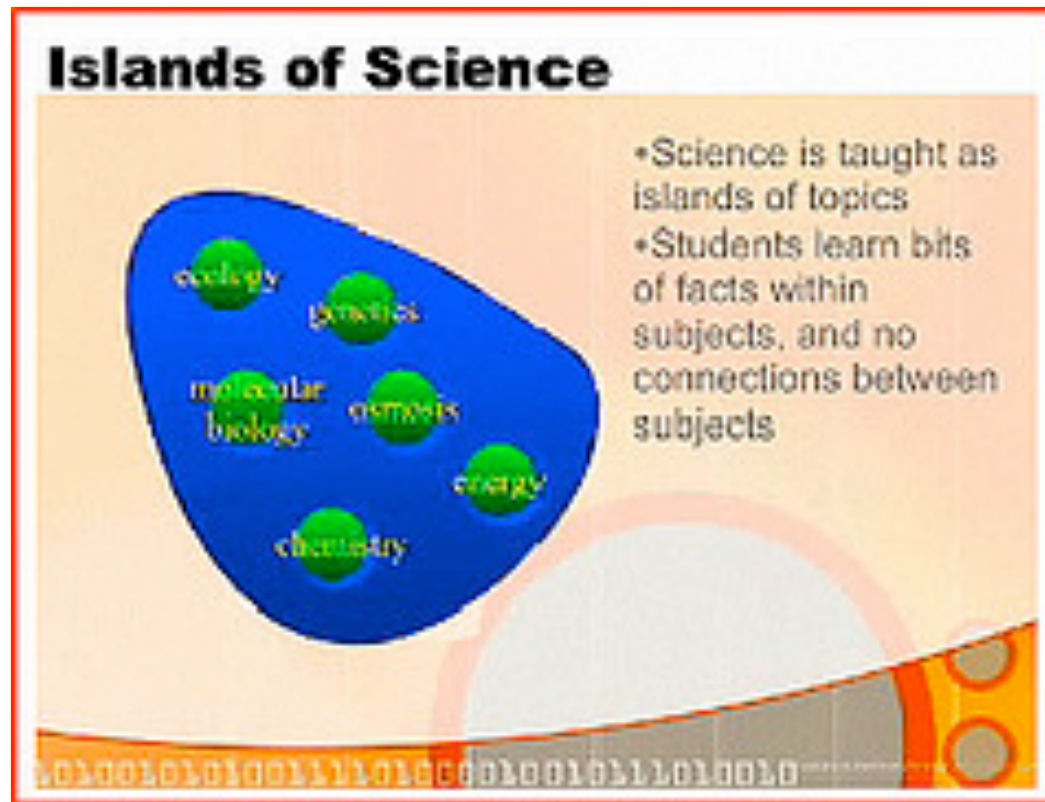 Islands of Science
•Science is taught as
islands of topics
•Students learn bits
of facts within
subjects, and no
connections between
subjects
ecology
genetics
molecular
biology
osmosis
energy
chemistry